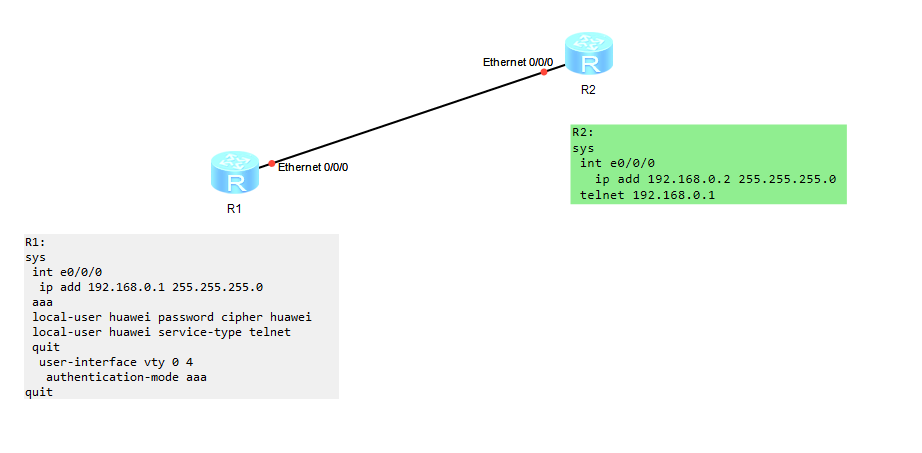 Ethernet 0/0/0
R
R2
Ethernet 0/0/0
R
R1
R2:
sys
int e0/0/0
ip add 192.168.0.2 255.255.255.0
telnet 192.168.0.1
R1:
sys
int e0/0/0
ip add 192.168.0.1 255.255.255.0
aaa
local-user huawei password cipher huawei
local-user huawei service-type telnet
quit
user-interface vty 0 4
authentication-mode aaa
quit